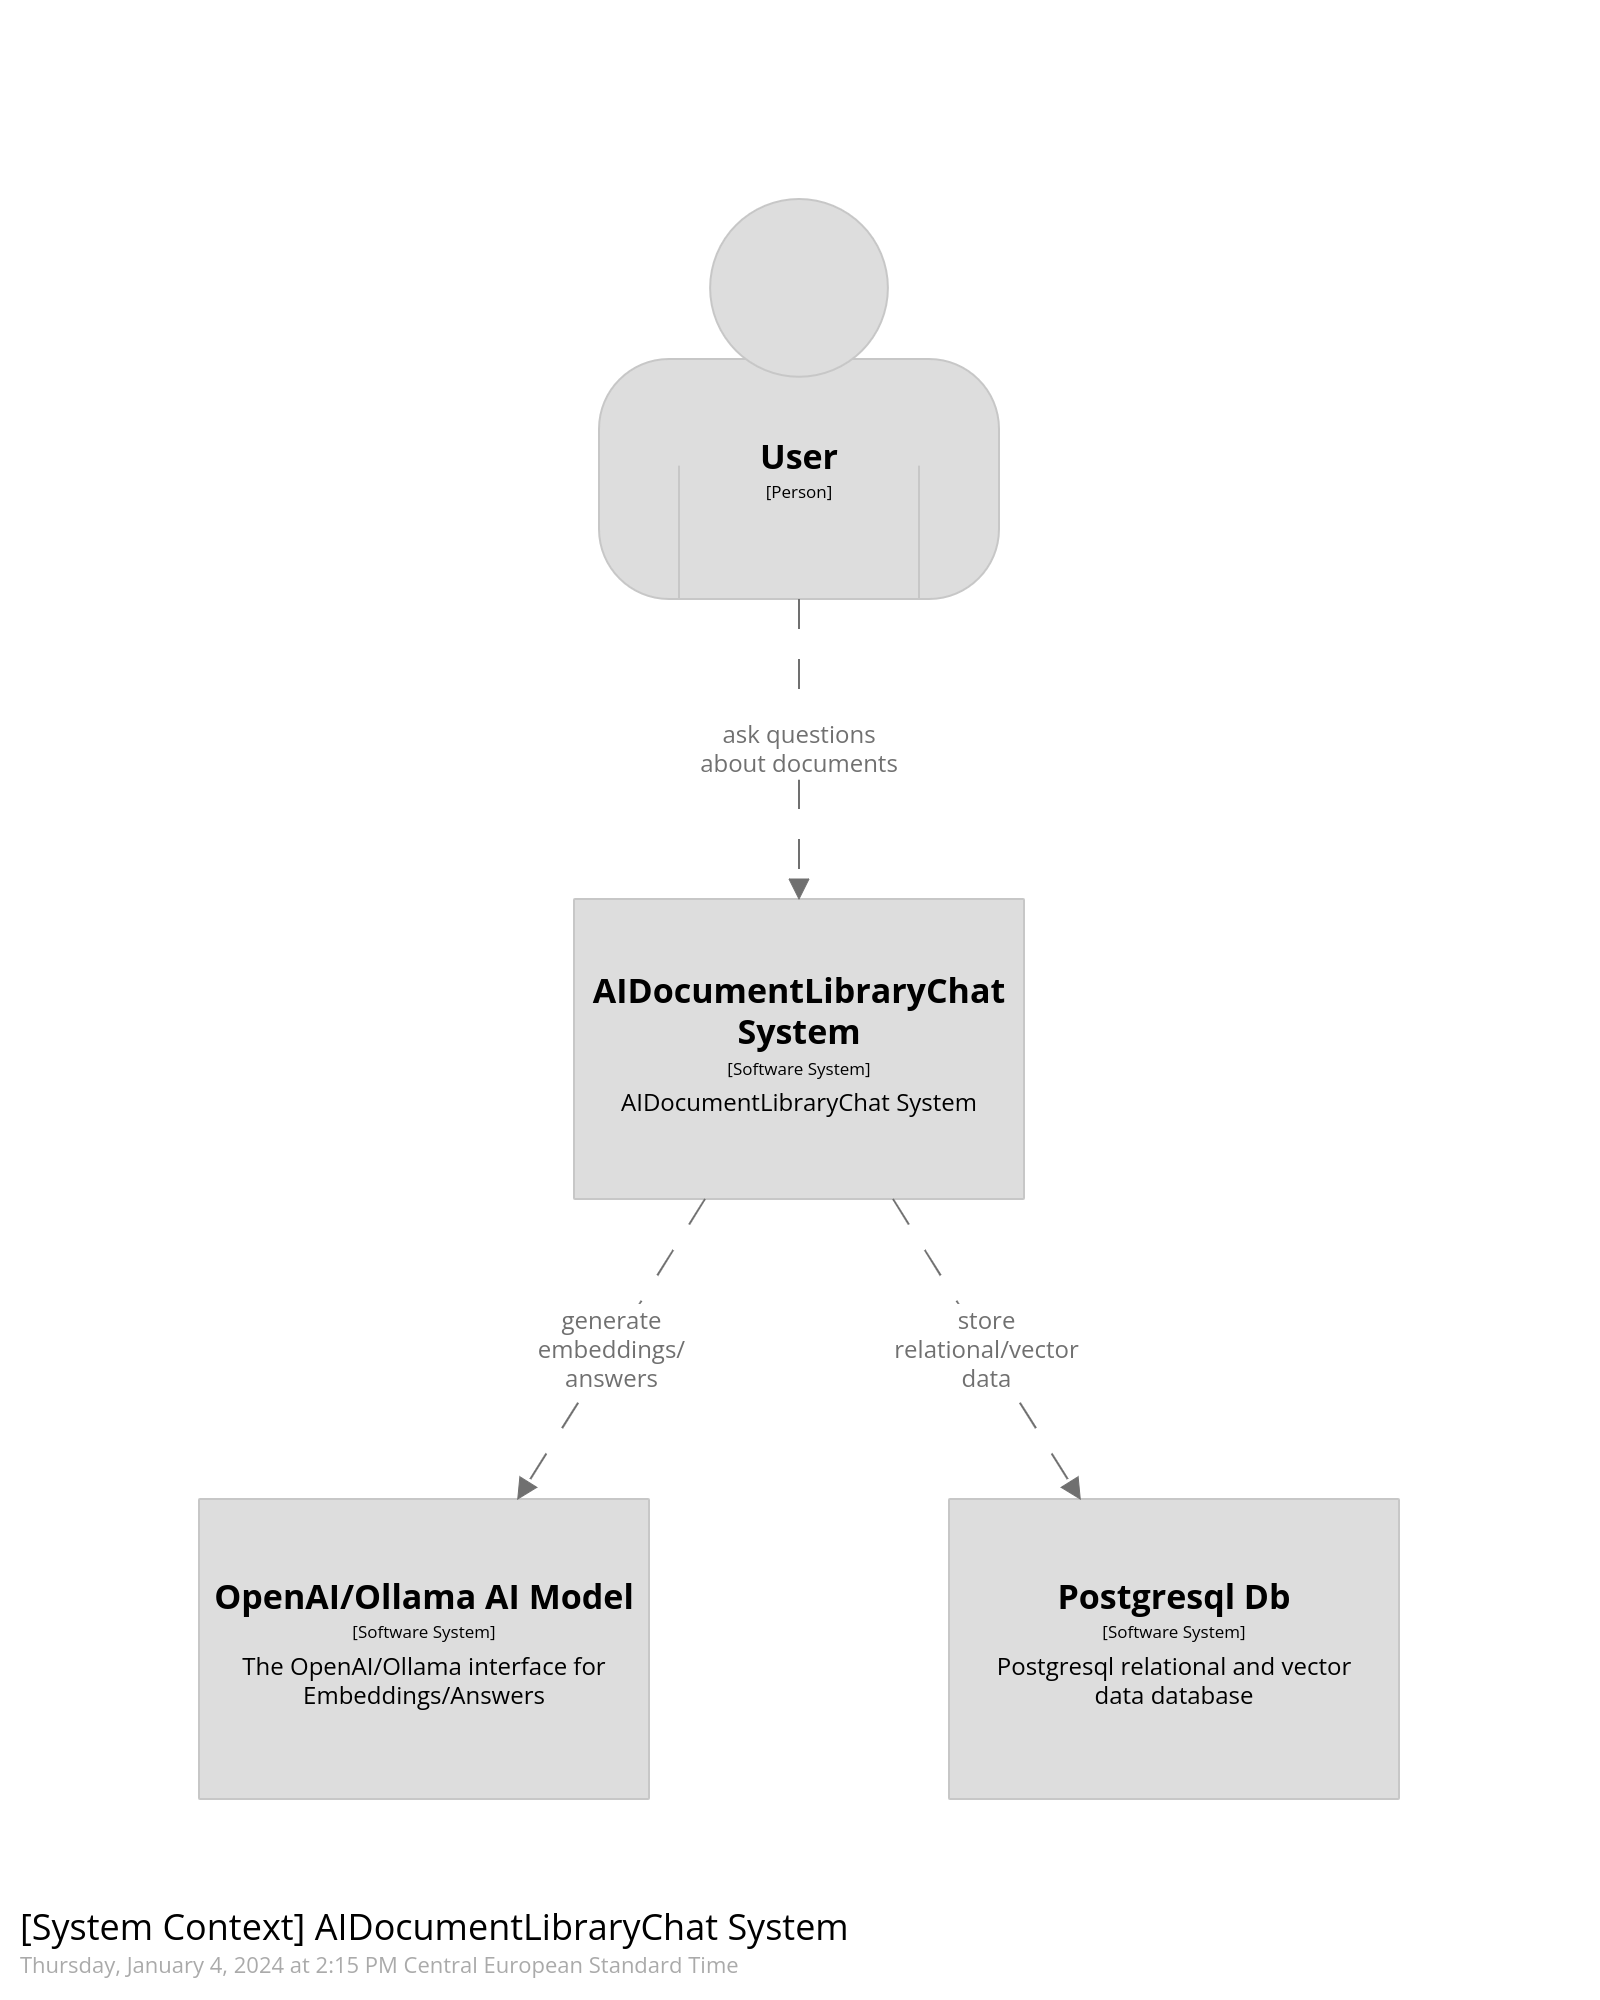 User
[Person]
ask questions
about documents
AIDocumentLibraryChat
System
[Software System]
AIDocumentLibraryChat System
generate
embeddings/
answers
store
relational/vector
data
OpenAI/Ollama AI Model
[Software System]
The OpenAI/Ollama interface for
Embeddings/Answers
Postgresql Db
[Software System]
Postgresql relational and vector
data database
[System Context] AIDocumentLibraryChat System
Thursday, January 4, 2024 at 2:15 PM Central European Standard Time